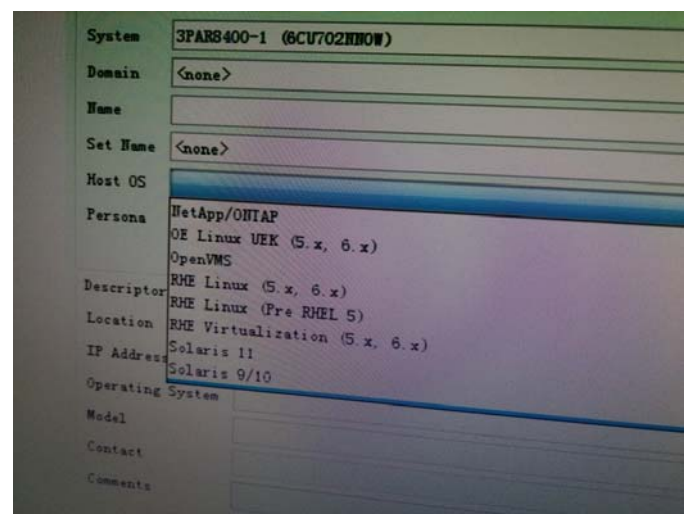 System 3PAR8400-1 (6CU702NNOW)
Domain <none>
Name
Set Name <none>
Host OS
Persona
NetApp/ONTAP
OE Linux UEK (5.x, 6.x)
OpenVMS
RHE Linux (5.x, 6.x)
RHE Linux (Pre RHEL 5)
RHE Virtualization (5.x, 6.x)
Solaris 11
Solaris 9/10
Descriptor
Location
IP Address
Operating System
Model
Contact
Comments